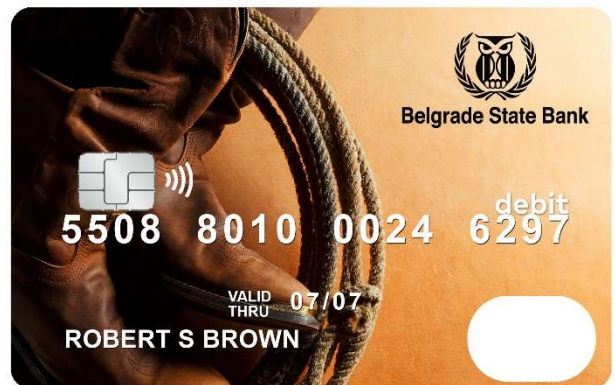 Belgrade State Bank
debit
5508 8010 0024 6297
VALID
THRU 07/07
ROBERT S BROWN